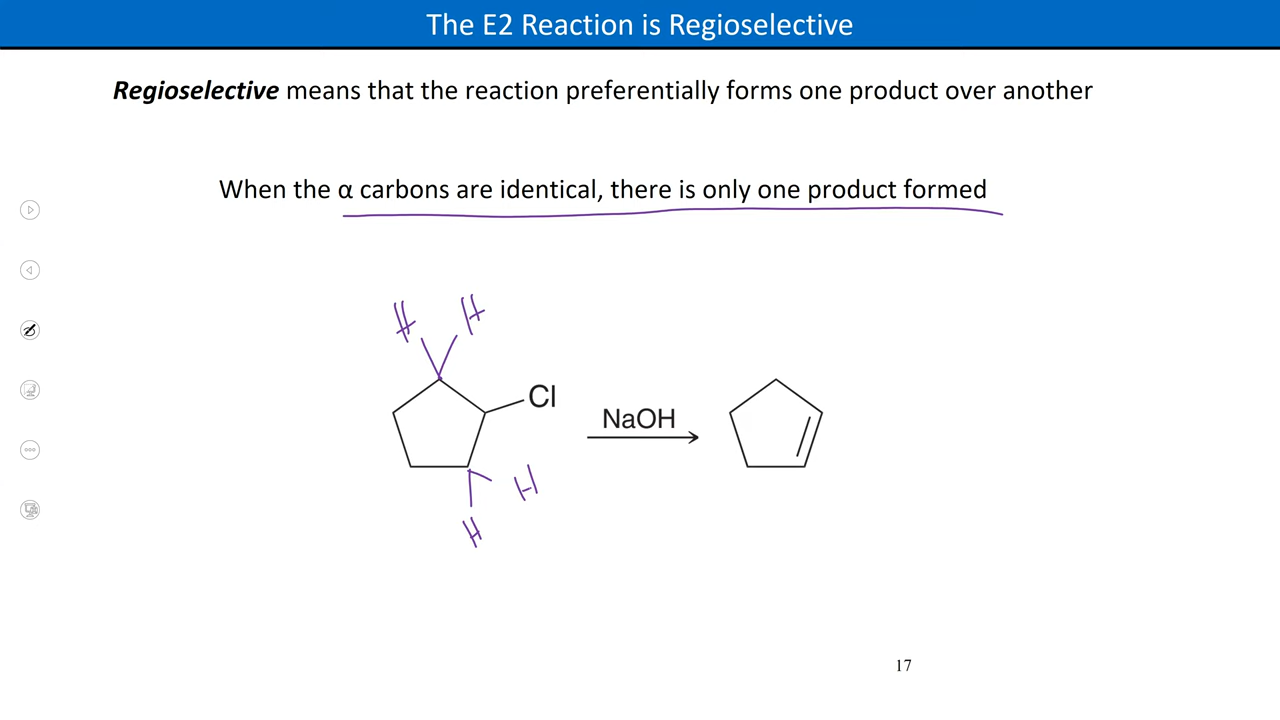 The E2 Reaction is Regioselective
Regioselective means that the reaction preferentially forms one product over another
When the α carbons are identical, there is only one product formed
H H
Cl
NaOH
H
H
17